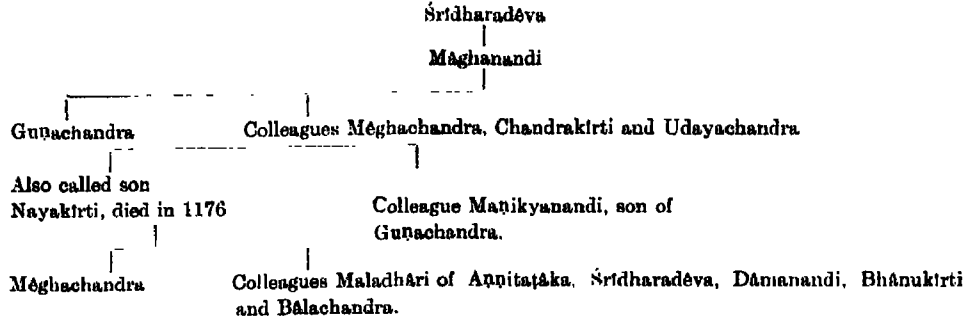 Śrîdharadêva
Mâghanandi
Guṇachandra Colleagues Mêghachandra, Chandrakîrti and Udayachandra
Also called son
Nayakîrti, died in 1176 Colleague Maṇikyanandi, son of
Guṇachandra.
Mêghachandra Colleagues Maladhâri of Aṇṇitaṭâka, Śrîdharadêva, Dâmanandi, Bhânukîrti
and Bâlachandra.